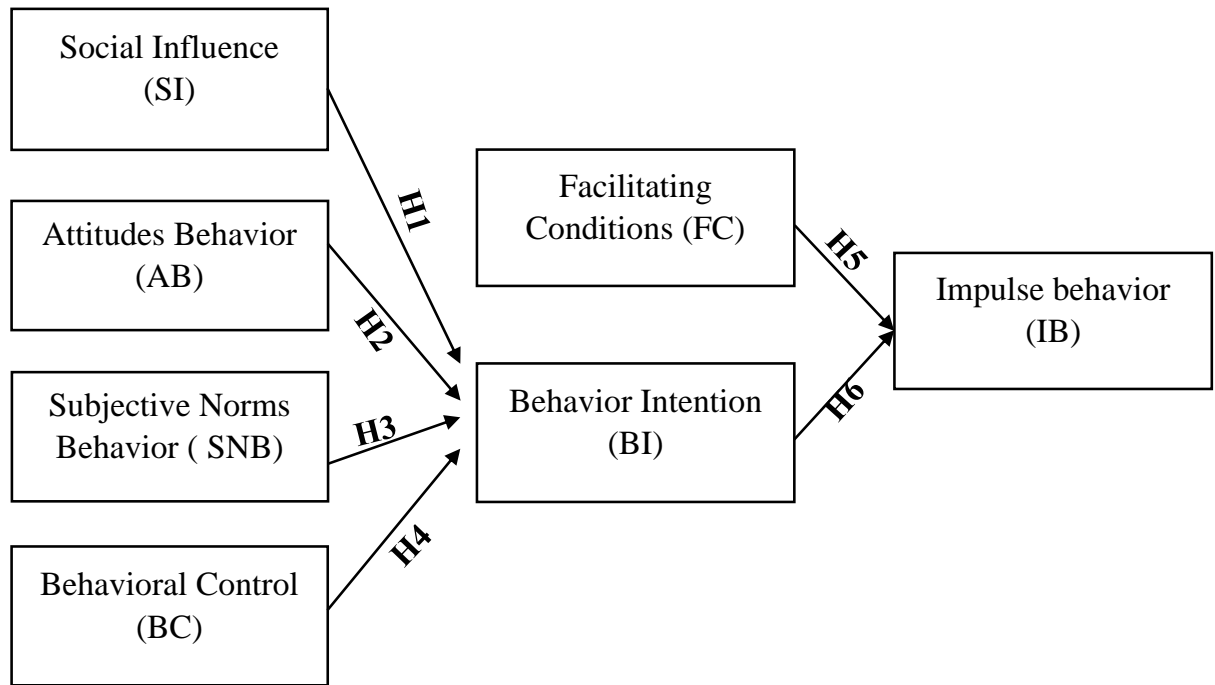 Social Influence
(SI)
H1
Attitudes Behavior
(AB)
H2
Subjective Norms
Behavior ( SNB)
H3
Behavioral Control
(BC)
H4
Facilitating
Conditions (FC)
H5
Behavior Intention
(BI)
H6
Impulse behavior
(IB)